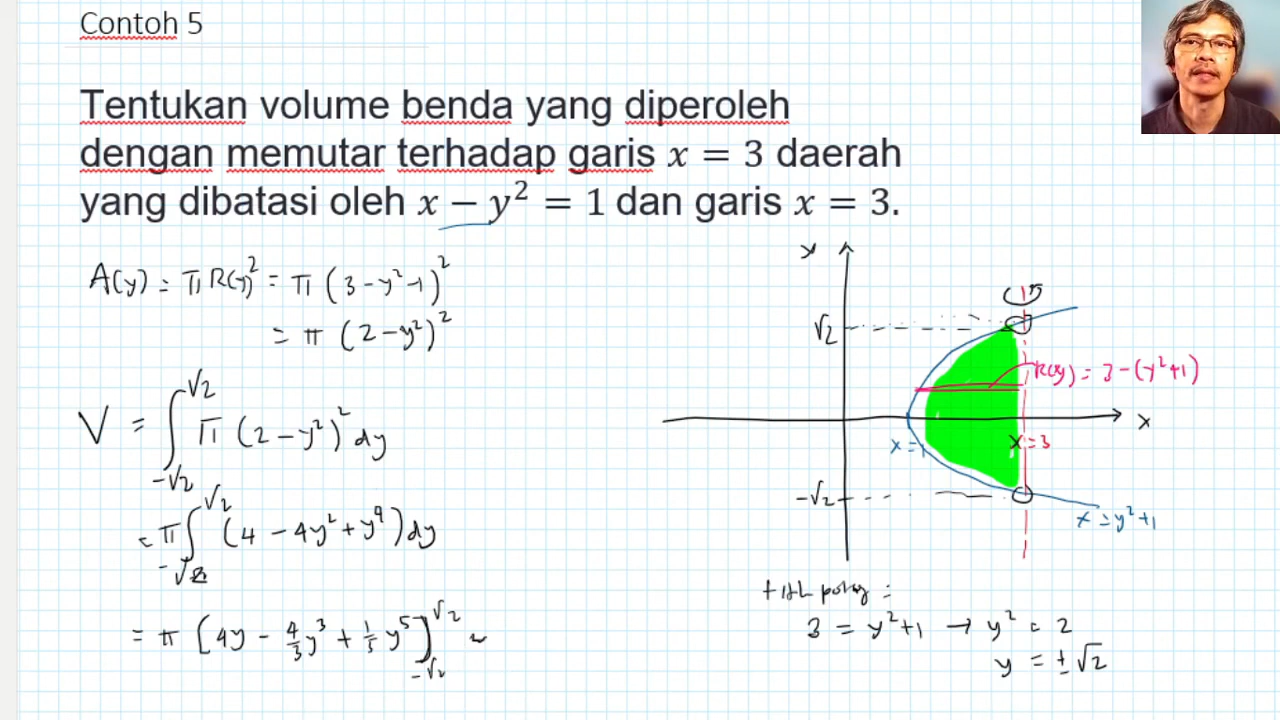 Contoh 5
Tentukan volume benda yang diperoleh
dengan memutar terhadap garis x = 3 daerah
yang dibatasi oleh x − y² = 1 dan garis x = 3.
A(y) = π R(y)² = π (3 − y² − 1)²
= π (2 − y²)²
V = ∫_{-√2}^{√2} π (2 − y²)² dy
= π ∫_{-√2}^{√2} (4 − 4y² + y⁴) dy
= π [4y − 4/3 y³ + 1/5 y⁵]_{-√2}^{√2}
y
√2
R(y) = 3 − (y² + 1)
x
x = 1
x = 3
−√2
x = y² + 1
titik potong :
3 = y² + 1 → y² = 2
y = ±√2